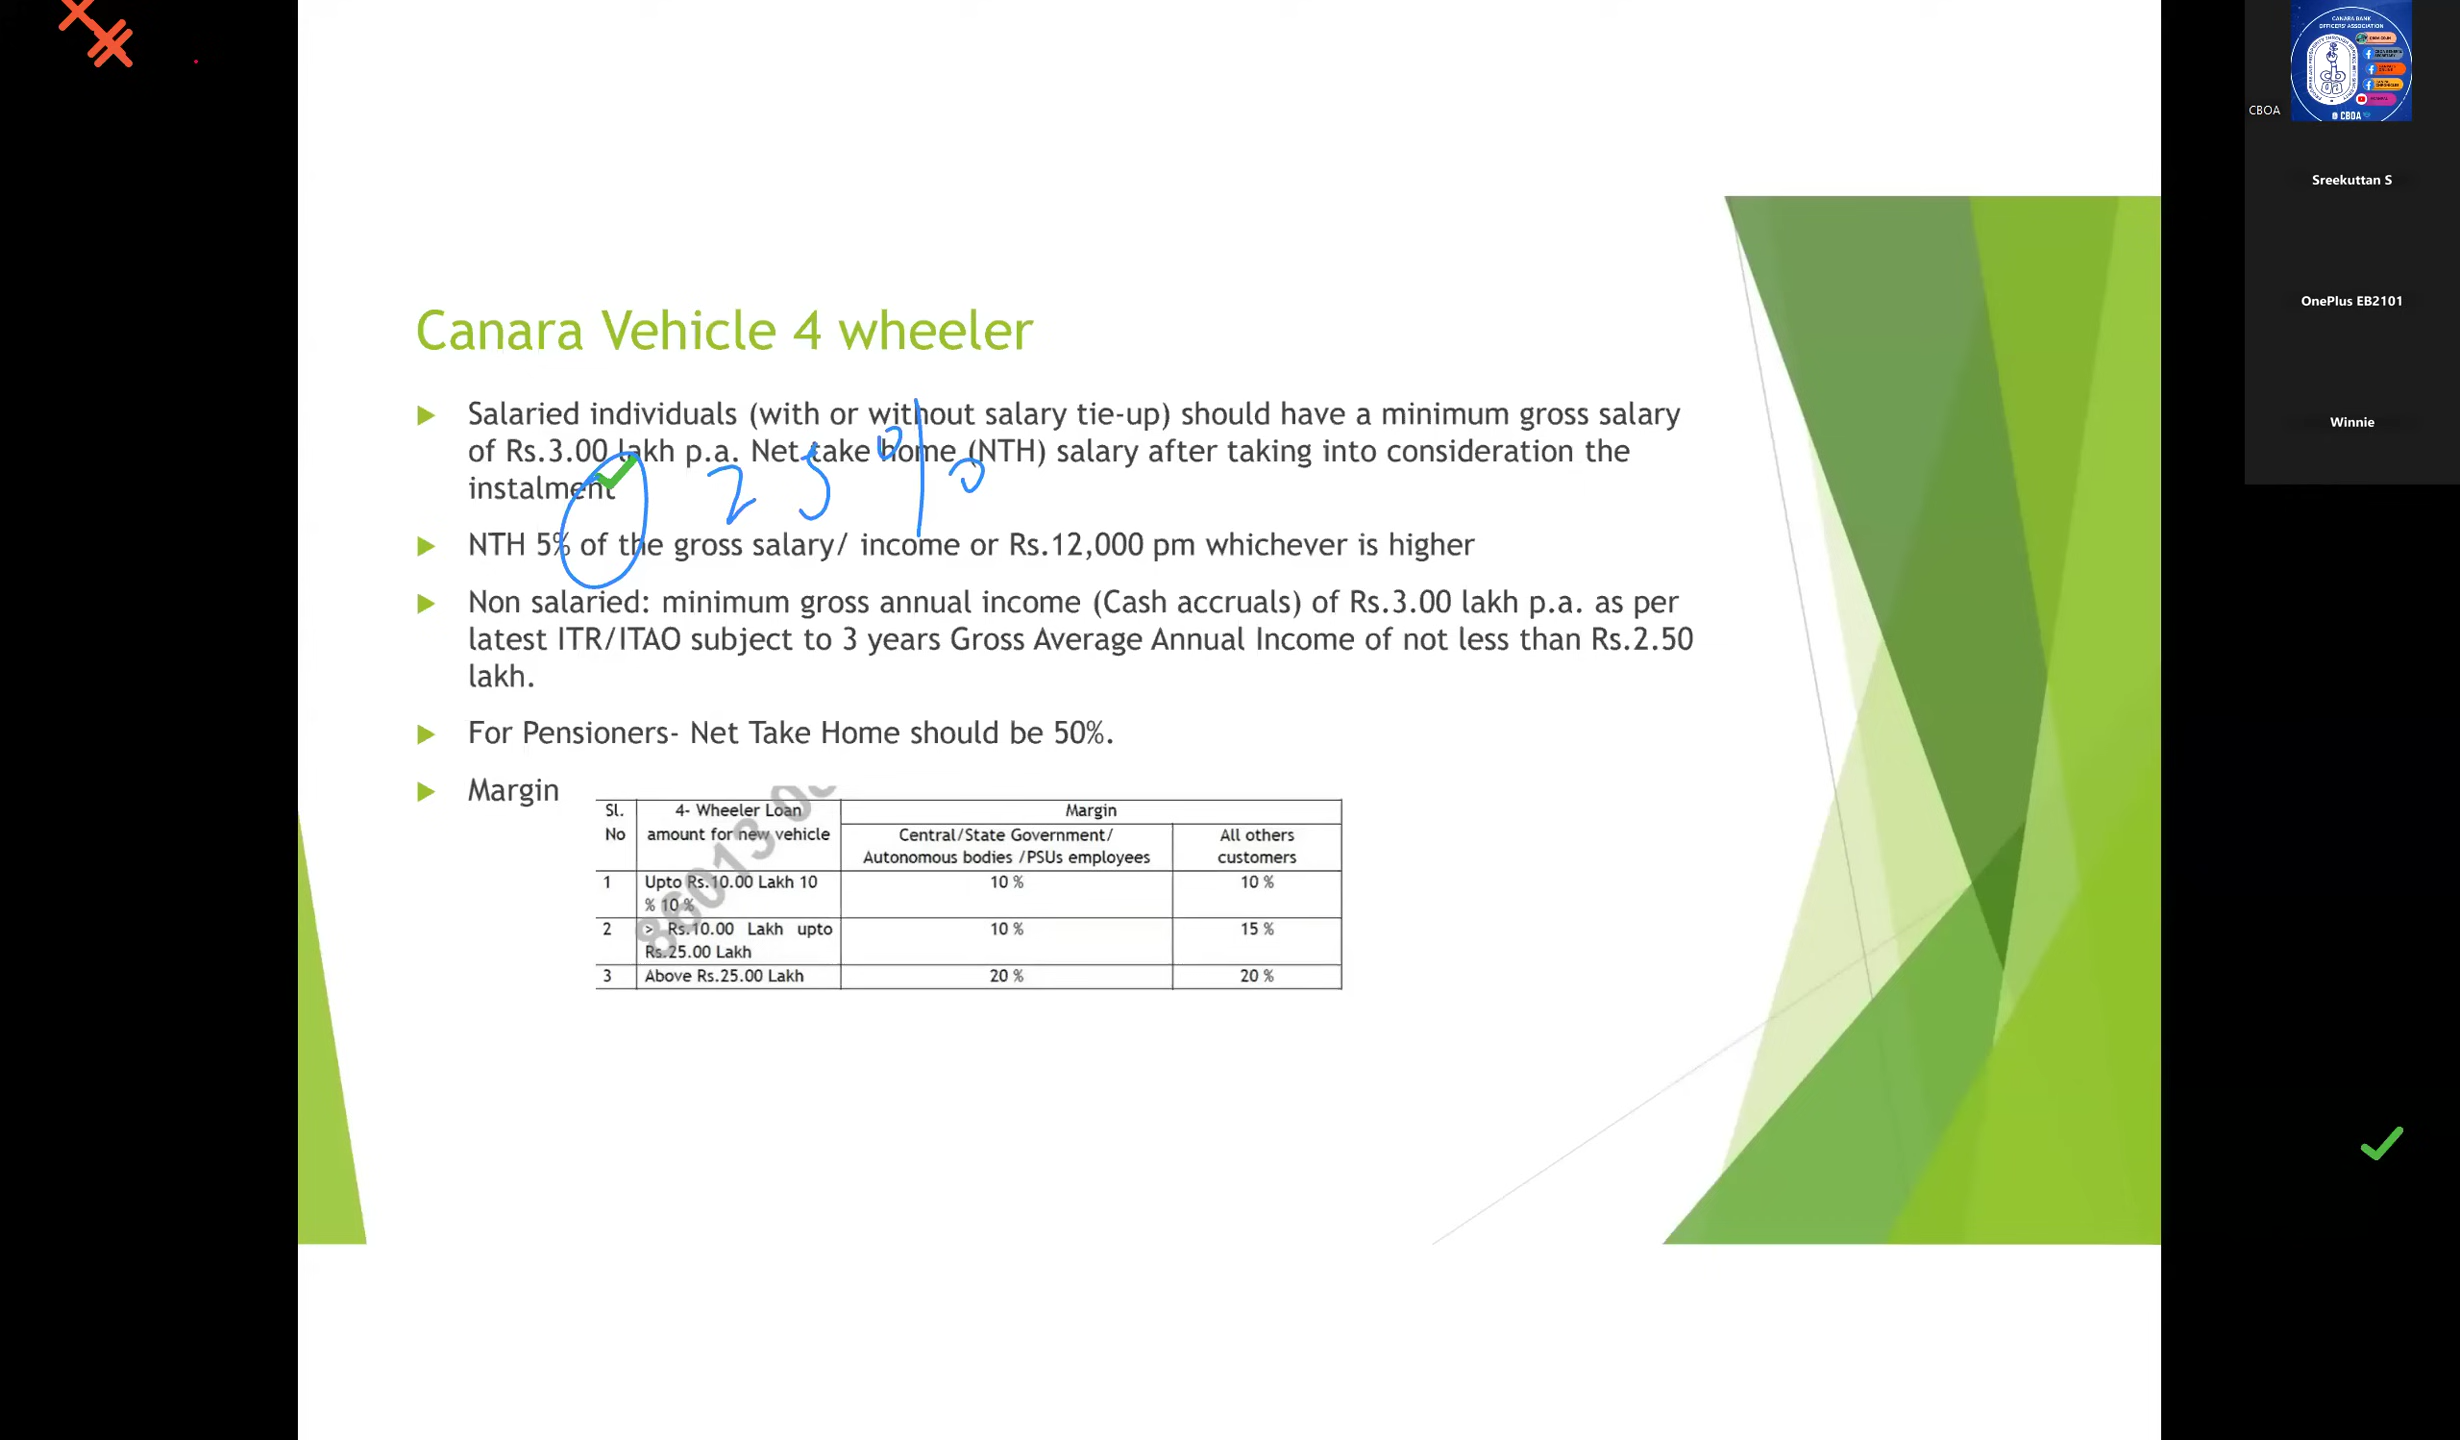 CANARA BANK
OFFICERS' ASSOCIATION
CBOA
@ CBOA
Sreekuttan S
OnePlus EB2101
Winnie
Canara Vehicle 4 wheeler
Salaried individuals (with or without salary tie-up) should have a minimum gross salary
of Rs.3.00 lakh p.a. Net take home (NTH) salary after taking into consideration the
instalment
25%
NTH 5% of the gross salary/ income or Rs.12,000 pm whichever is higher
Non salaried: minimum gross annual income (Cash accruals) of Rs.3.00 lakh p.a. as per
latest ITR/ITAO subject to 3 years Gross Average Annual Income of not less than Rs.2.50
lakh.
For Pensioners- Net Take Home should be 50%.
Margin
Sl. No 4- Wheeler Loan amount for new vehicle Margin
Central/State Government/ Autonomous bodies /PSUs employees All others customers
1 Upto Rs.10.00 Lakh 10 % 10 % 10 % 10 %
2 > Rs.10.00 Lakh upto Rs.25.00 Lakh 10 % 15 %
3 Above Rs.25.00 Lakh 20 % 20 %
86013